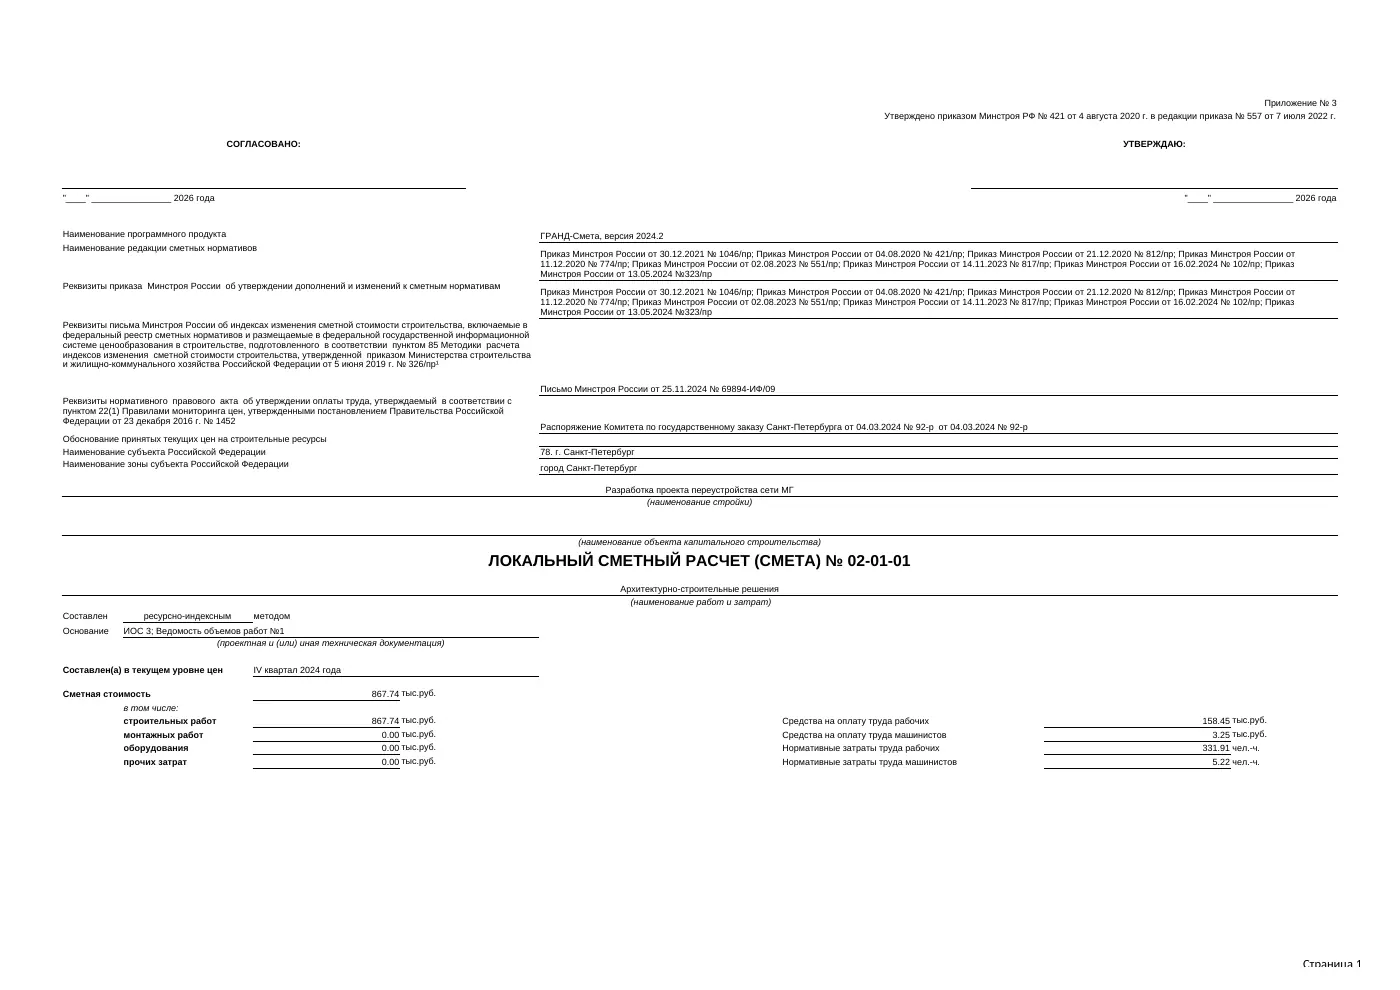 Приложение № 3
Утверждено приказом Минстроя РФ № 421 от 4 августа 2020 г. в редакции приказа № 557 от 7 июля 2022 г.
СОГЛАСОВАНО: УТВЕРЖДАЮ:
"____" ________________ 2026 года "____" ________________ 2026 года
Наименование программного продукта
ГРАНД-Смета, версия 2024.2
Наименование редакции сметных нормативов
Приказ Минстроя России от 30.12.2021 № 1046/пр; Приказ Минстроя России от 04.08.2020 № 421/пр; Приказ Минстроя России от 21.12.2020 № 812/пр; Приказ Минстроя России от
11.12.2020 № 774/пр; Приказ Минстроя России от 02.08.2023 № 551/пр; Приказ Минстроя России от 14.11.2023 № 817/пр; Приказ Минстроя России от 16.02.2024 № 102/пр; Приказ
Минстроя России от 13.05.2024 №323/пр
Реквизиты приказа Минстроя России об утверждении дополнений и изменений к сметным нормативам
Приказ Минстроя России от 30.12.2021 № 1046/пр; Приказ Минстроя России от 04.08.2020 № 421/пр; Приказ Минстроя России от 21.12.2020 № 812/пр; Приказ Минстроя России от
11.12.2020 № 774/пр; Приказ Минстроя России от 02.08.2023 № 551/пр; Приказ Минстроя России от 14.11.2023 № 817/пр; Приказ Минстроя России от 16.02.2024 № 102/пр; Приказ
Минстроя России от 13.05.2024 №323/пр
Реквизиты письма Минстроя России об индексах изменения сметной стоимости строительства, включаемые в
федеральный реестр сметных нормативов и размещаемые в федеральной государственной информационной
системе ценообразования в строительстве, подготовленного в соответствии пунктом 85 Методики расчета
индексов изменения сметной стоимости строительства, утвержденной приказом Министерства строительства
и жилищно-коммунального хозяйства Российской Федерации от 5 июня 2019 г. № 326/пр¹
Письмо Минстроя России от 25.11.2024 № 69894-ИФ/09
Реквизиты нормативного правового акта об утверждении оплаты труда, утверждаемый в соответствии с
пунктом 22(1) Правилами мониторинга цен, утвержденными постановлением Правительства Российской
Федерации от 23 декабря 2016 г. № 1452
Распоряжение Комитета по государственному заказу Санкт-Петербурга от 04.03.2024 № 92-р от 04.03.2024 № 92-р
Обоснование принятых текущих цен на строительные ресурсы
Наименование субъекта Российской Федерации
78. г. Санкт-Петербург
Наименование зоны субъекта Российской Федерации
город Санкт-Петербург
Разработка проекта переустройства сети МГ
(наименование стройки)
(наименование объекта капитального строительства)
ЛОКАЛЬНЫЙ СМЕТНЫЙ РАСЧЕТ (СМЕТА) № 02-01-01
Архитектурно-строительные решения
(наименование работ и затрат)
Составлен ресурсно-индексным методом
Основание ИОС 3; Ведомость объемов работ №1
(проектная и (или) иная техническая документация)
Составлен(а) в текущем уровне цен IV квартал 2024 года
Сметная стоимость 867.74 тыс.руб.
в том числе:
строительных работ 867.74 тыс.руб. Средства на оплату труда рабочих 158.45 тыс.руб.
монтажных работ 0.00 тыс.руб. Средства на оплату труда машинистов 3.25 тыс.руб.
оборудования 0.00 тыс.руб. Нормативные затраты труда рабочих 331.91 чел.-ч.
прочих затрат 0.00 тыс.руб. Нормативные затраты труда машинистов 5.22 чел.-ч.
Страница 1